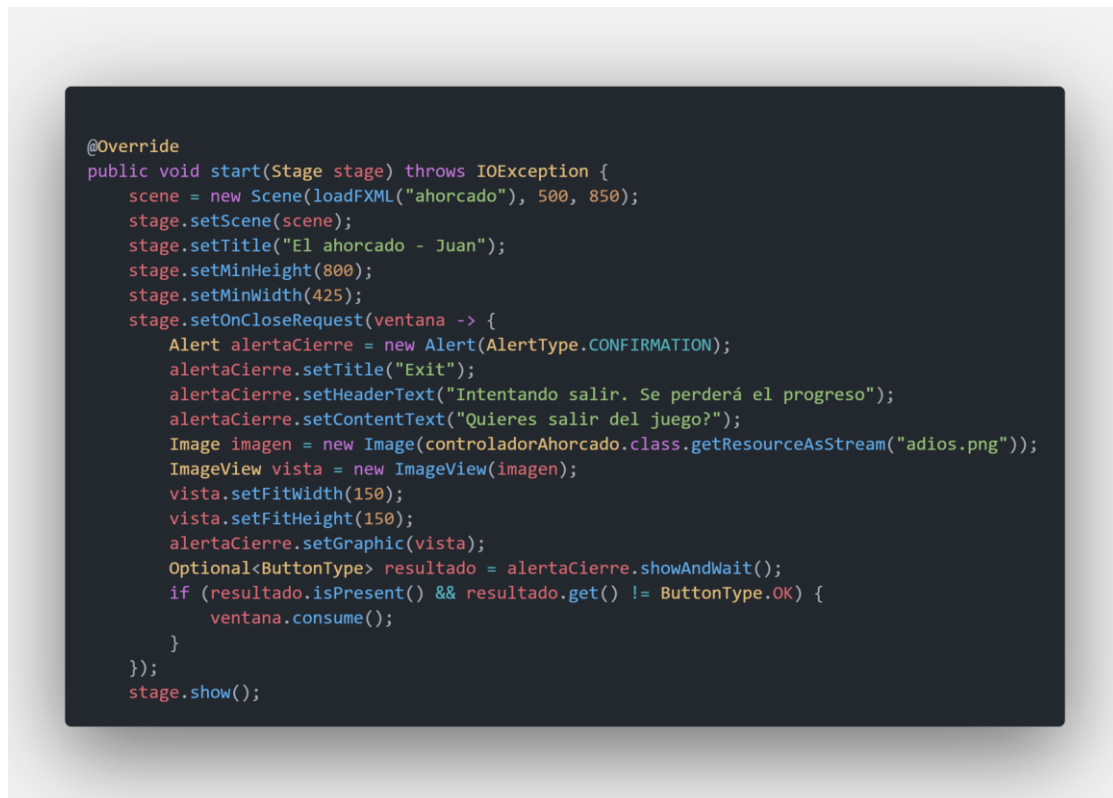 @Override
public void start(Stage stage) throws IOException {
    scene = new Scene(loadFXML("ahorcado"), 500, 850);
    stage.setScene(scene);
    stage.setTitle("El ahorcado - Juan");
    stage.setMinHeight(800);
    stage.setMinWidth(425);
    stage.setOnCloseRequest(ventana -> {
        Alert alertaCierre = new Alert(AlertType.CONFIRMATION);
        alertaCierre.setTitle("Exit");
        alertaCierre.setHeaderText("Intentando salir. Se perderá el progreso");
        alertaCierre.setContentText("Quieres salir del juego?");
        Image imagen = new Image(controladorAhorcado.class.getResourceAsStream("adios.png"));
        ImageView vista = new ImageView(imagen);
        vista.setFitWidth(150);
        vista.setFitHeight(150);
        alertaCierre.setGraphic(vista);
        Optional<ButtonType> resultado = alertaCierre.showAndWait();
        if (resultado.isPresent() && resultado.get() != ButtonType.OK) {
            ventana.consume();
        }
    });
    stage.show();